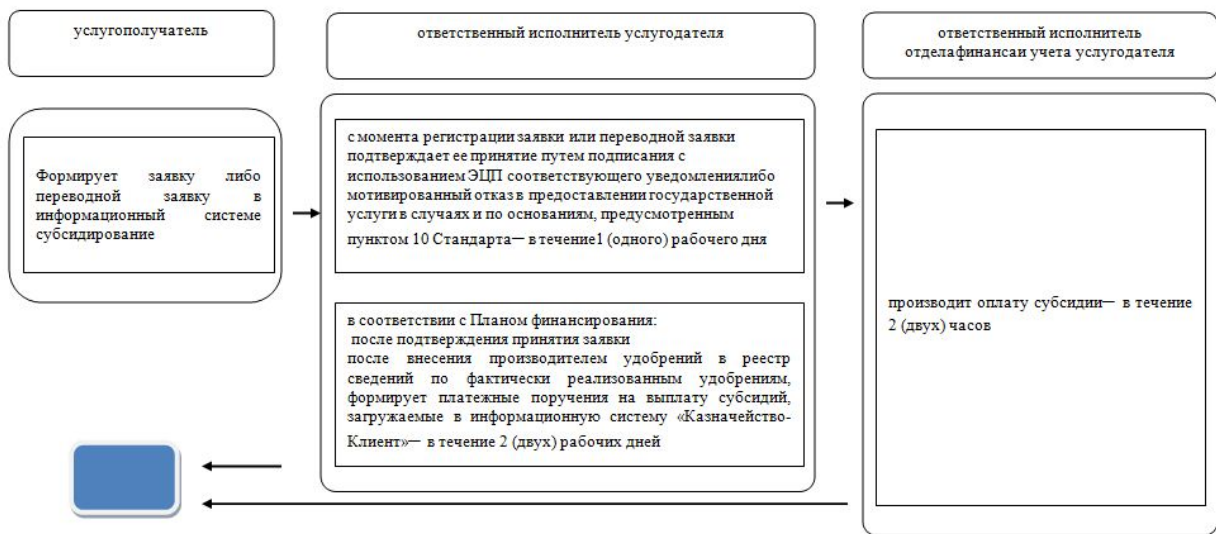 услугополучатель
ответственный исполнитель услугодателя
ответственный исполнитель
отделафинансаи учета услугодателя
Формирует заявку либо
переводной заявку в
информационный системе
субсидирование
с момента регистрации заявки или переводной заявки
подтверждает ее принятие путем подписания с
использованием ЭЦП соответствующего уведомлениялибо
мотивированный отказ в предоставлении государственной
услуги в случаях и по основаниям, предусмотренным
пунктом 10 Стандарта─ в течение1 (одного) рабочего дня
в соответствии с Планом финансирования:
после подтверждения принятия заявки
после внесения производителем удобрений в реестр
сведений по фактически реализованным удобрениям,
формирует платежные поручения на выплату субсидий,
загружаемые в информационную систему «Казначейство-
Клиент»─ в течение 2 (двух) рабочих дней
производит оплату субсидии─ в течение
2 (двух) часов